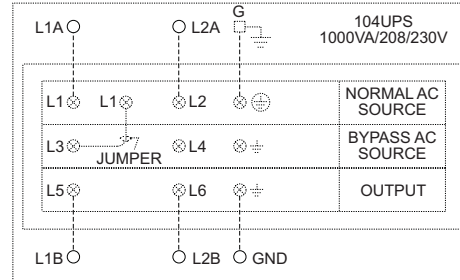 G
L1A L2A 104UPS
1000VA/208/230V
L1 L1 L2 NORMAL AC
SOURCE
L3 JUMPER L4 BYPASS AC
SOURCE
L5 L6 OUTPUT
L1B L2B GND